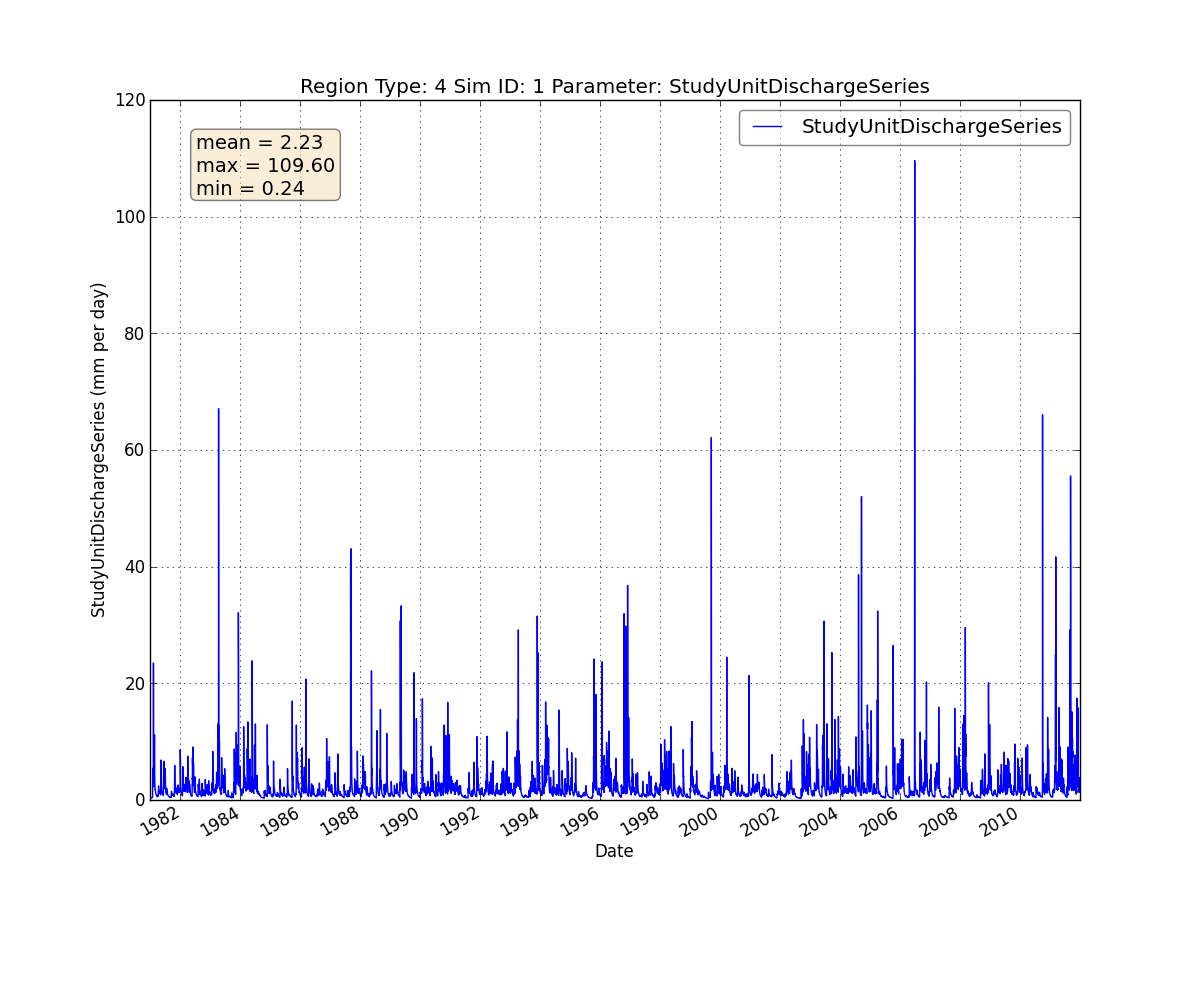 Region Type: 4 Sim ID: 1 Parameter: StudyUnitDischargeSeries
StudyUnitDischargeSeries
mean = 2.23
max = 109.60
min = 0.24
120
100
80
60
40
20
0
StudyUnitDischargeSeries (mm per day)
1982 1984 1986 1988 1990 1992 1994 1996 1998 2000 2002 2004 2006 2008 2010
Date